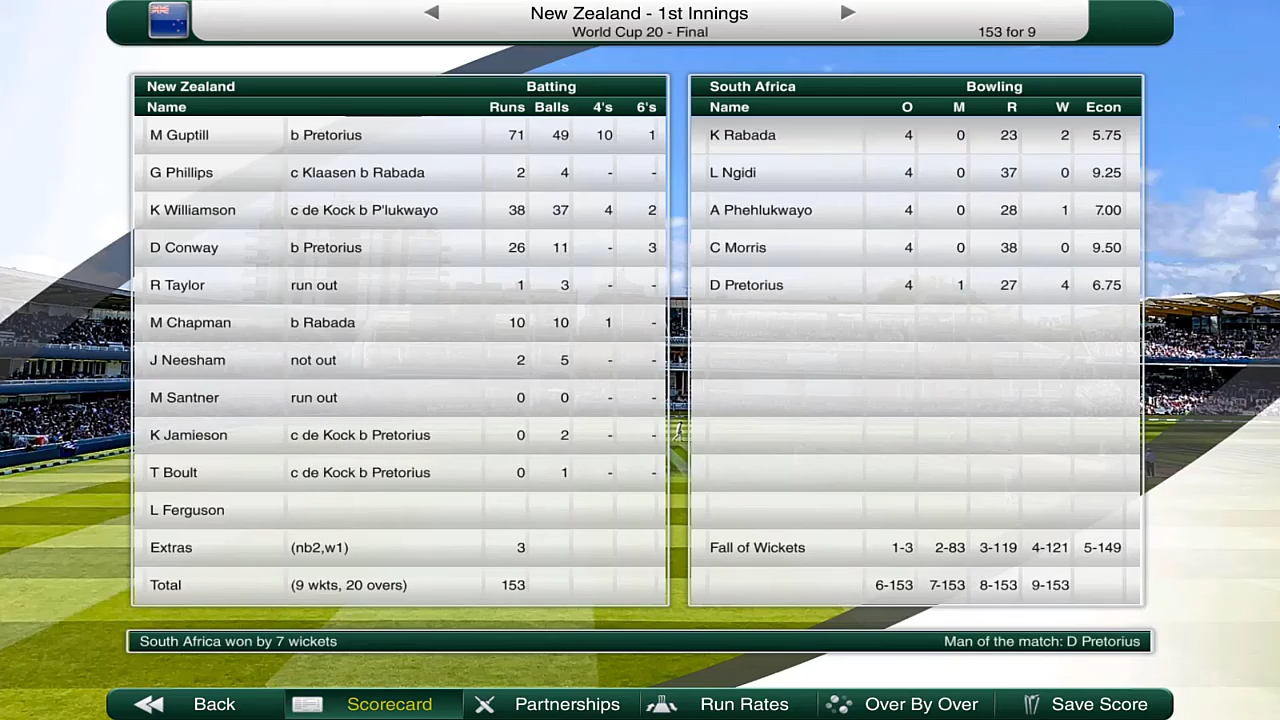 New Zealand - 1st Innings
World Cup 20 - Final 153 for 9
New Zealand Batting
Name Runs Balls 4's 6's
M Guptill b Pretorius 71 49 10 1
G Phillips c Klaasen b Rabada 2 4 - -
K Williamson c de Kock b P'lukwayo 38 37 4 2
D Conway b Pretorius 26 11 - 3
R Taylor run out 1 3 - -
M Chapman b Rabada 10 10 1 -
J Neesham not out 2 5 - -
M Santner run out 0 0 - -
K Jamieson c de Kock b Pretorius 0 2 - -
T Boult c de Kock b Pretorius 0 1 - -
L Ferguson
Extras (nb2,w1) 3
Total (9 wkts, 20 overs) 153
South Africa Bowling
Name O M R W Econ
K Rabada 4 0 23 2 5.75
L Ngidi 4 0 37 0 9.25
A Phehlukwayo 4 0 28 1 7.00
C Morris 4 0 38 0 9.50
D Pretorius 4 1 27 4 6.75
Fall of Wickets 1-3 2-83 3-119 4-121 5-149
6-153 7-153 8-153 9-153
South Africa won by 7 wickets Man of the match: D Pretorius
Back Scorecard Partnerships Run Rates Over By Over Save Score